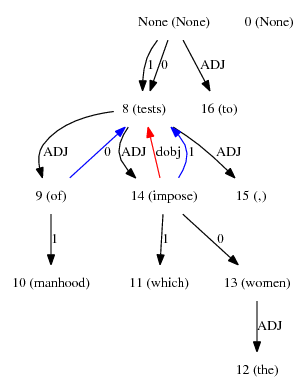 None (None) 0 (None)
1 0 ADJ
8 (tests) 16 (to)
ADJ 0 ADJ dobj 1 ADJ
9 (of) 14 (impose) 15 (,)
1 1 0
10 (manhood) 11 (which) 13 (women)
ADJ
12 (the)